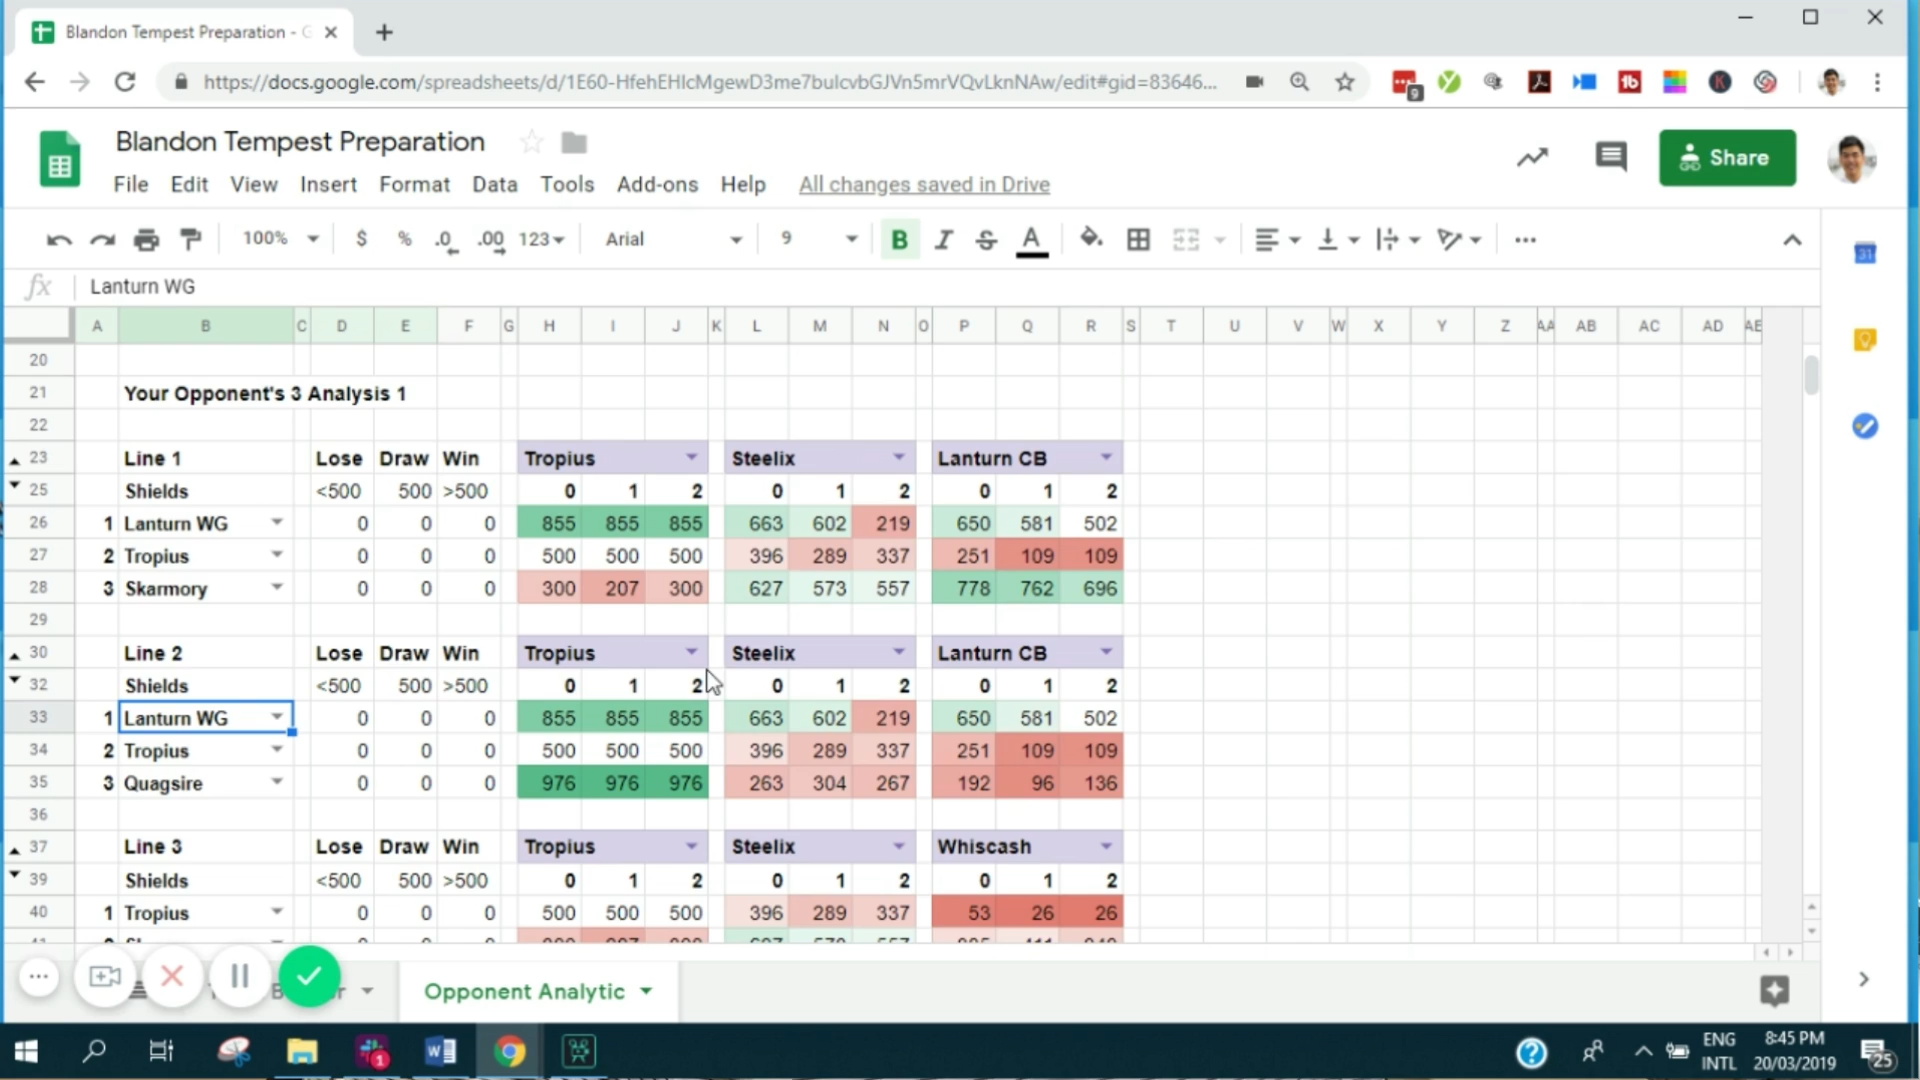 Blandon Tempest Preparation - G
https://docs.google.com/spreadsheets/d/1E60-HfehEHIcMgewD3me7bulcvbGJVn5mrVQvLknNAw/edit#gid=83646...
9
Blandon Tempest Preparation
Share
File Edit View Insert Format Data Tools Add-ons Help All changes saved in Drive
100% $ % .0 .00 123 Arial 9 B I S A
31
fx Lanturn WG
A B C D E F G H I J K L M N O P Q R S T U V W X Y Z AA AB AC AD AE
20
21 Your Opponent's 3 Analysis 1
22
23 Line 1 Lose Draw Win Tropius Steelix Lanturn CB
25 Shields <500 500 >500 0 1 2 0 1 2 0 1 2
26 1 Lanturn WG 0 0 0 855 855 855 663 602 219 650 581 502
27 2 Tropius 0 0 0 500 500 500 396 289 337 251 109 109
28 3 Skarmory 0 0 0 300 207 300 627 573 557 778 762 696
29
30 Line 2 Lose Draw Win Tropius Steelix Lanturn CB
32 Shields <500 500 >500 0 1 2 0 1 2 0 1 2
33 1 Lanturn WG 0 0 0 855 855 855 663 602 219 650 581 502
34 2 Tropius 0 0 0 500 500 500 396 289 337 251 109 109
35 3 Quagsire 0 0 0 976 976 976 263 304 267 192 96 136
36
37 Line 3 Lose Draw Win Tropius Steelix Whiscash
39 Shields <500 500 >500 0 1 2 0 1 2 0 1 2
40 1 Tropius 0 0 0 500 500 500 396 289 337 53 26 26
Opponent Analytic
ENG 8:45 PM
1 INTL 20/03/2019 25